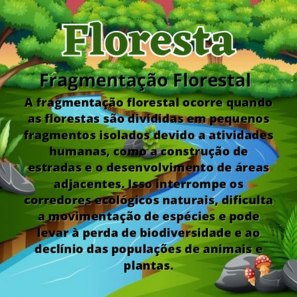 Floresta
Fragmentação Florestal
A fragmentação florestal ocorre quando
as florestas são divididas em pequenos
fragmentos isolados devido a atividades
humanas, como a construção de
estradas e o desenvolvimento de áreas
adjacentes. Isso interrompe os
corredores ecológicos naturais, dificulta
a movimentação de espécies e pode
levar à perda de biodiversidade e ao
declínio das populações de animais e
plantas.